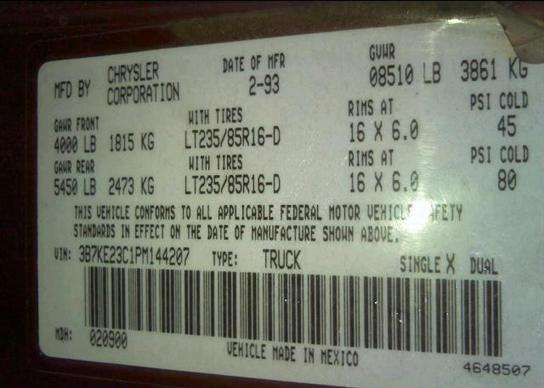 MFD BY CHRYSLER CORPORATION DATE OF MFR 2-93 GVWR 08510 LB 3861 KG
GAWR FRONT WITH TIRES RIMS AT PSI COLD
4000 LB 1815 KG LT235/85R16-D 16 X 6.0 45
GAWR REAR WITH TIRES RIMS AT PSI COLD
5450 LB 2473 KG LT235/85R16-D 16 X 6.0 80
THIS VEHICLE CONFORMS TO ALL APPLICABLE FEDERAL MOTOR VEHICLE SAFETY
STANDARDS IN EFFECT ON THE DATE OF MANUFACTURE SHOWN ABOVE.
VIN: 3B7KE23C1PM144207 TYPE: TRUCK SINGLE X DUAL
MDH: 020900
VEHICLE MADE IN MEXICO
4648507